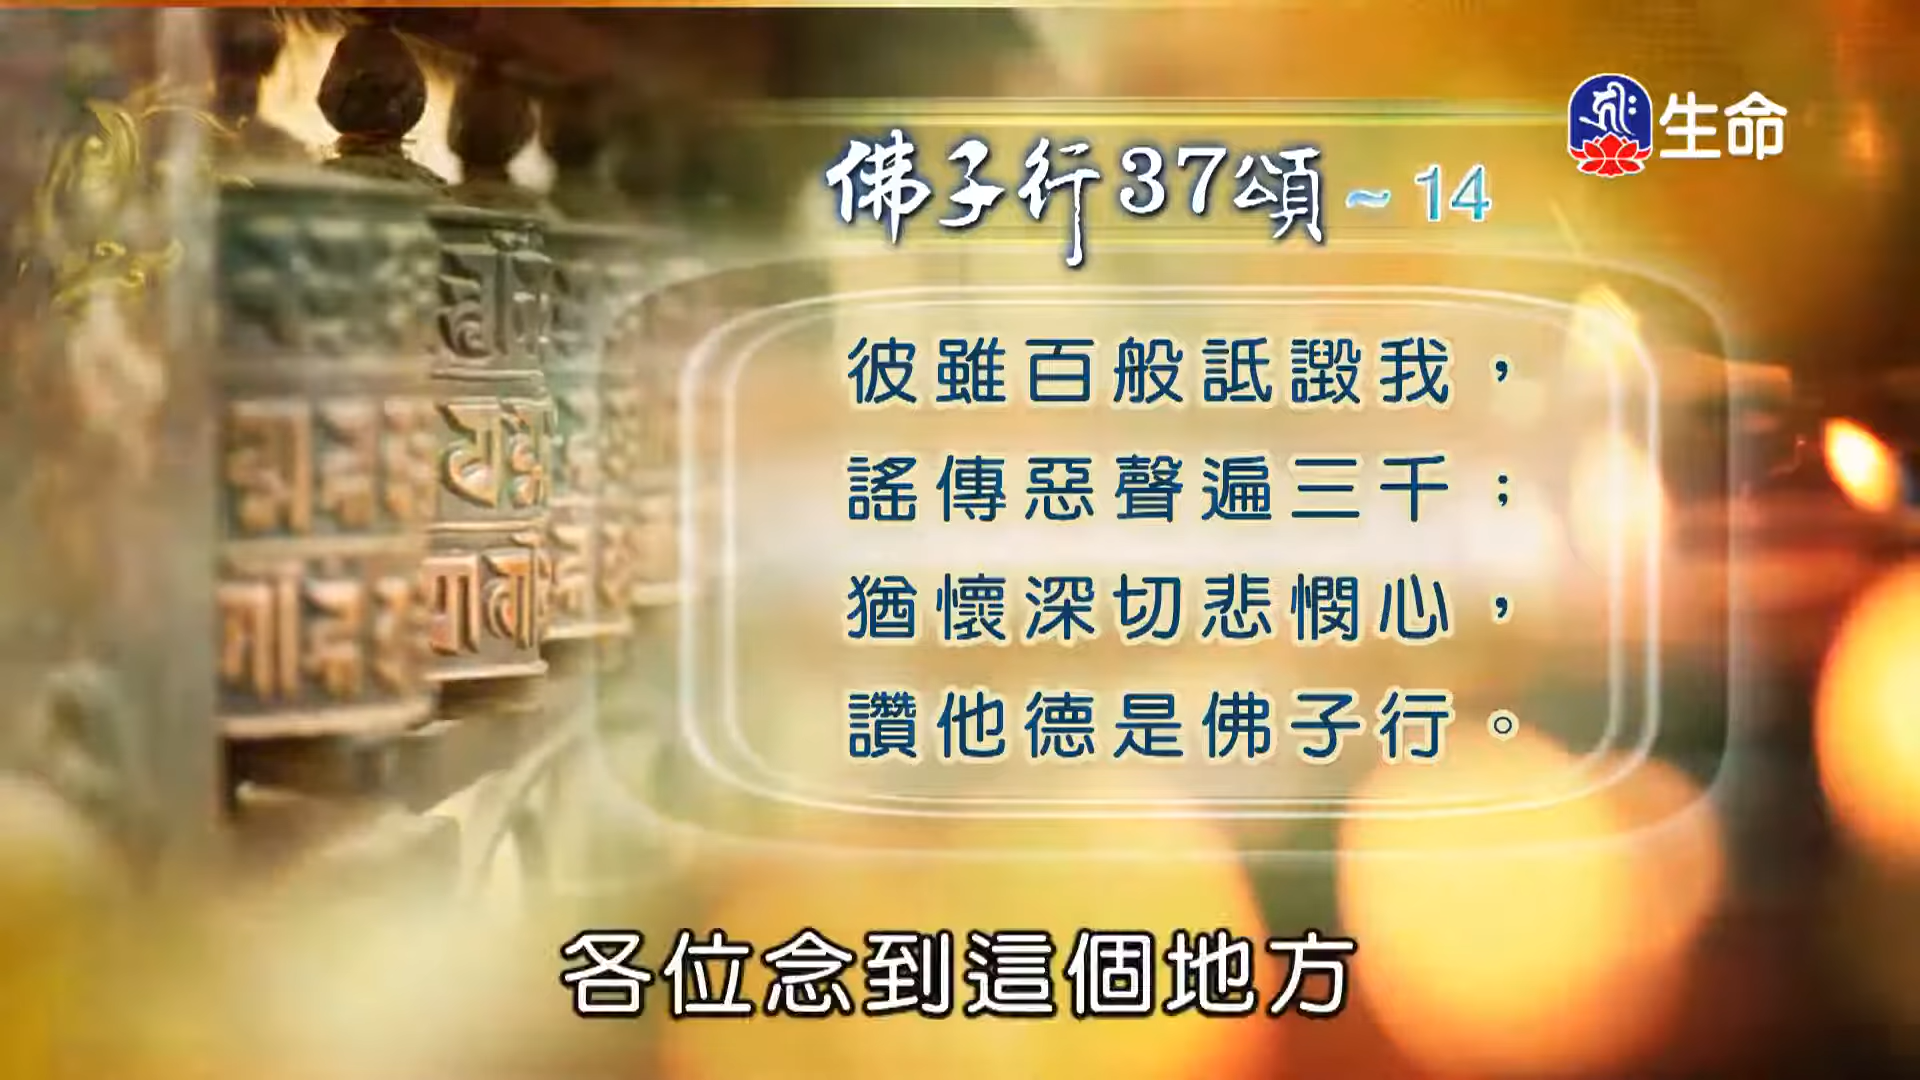 生命
佛子行37頌~14
彼雖百般詆譭我，
謠傳惡聲遍三千；
猶懷深切悲憫心，
讚他德是佛子行。
各位念到這個地方